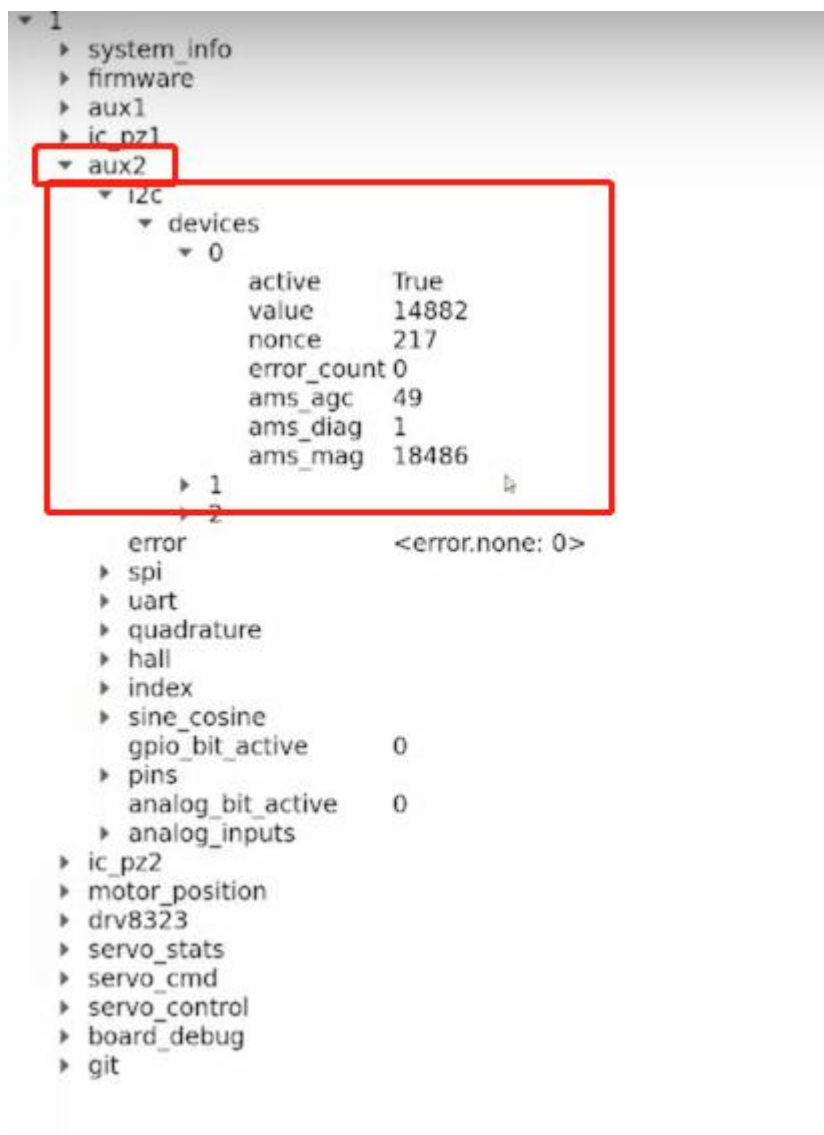 1
system_info
firmware
aux1
ic_pz1
aux2
i2c
devices
0
active True
value 14882
nonce 217
error_count 0
ams_agc 49
ams_diag 1
ams_mag 18486
1
2
error <error.none: 0>
spi
uart
quadrature
hall
index
sine_cosine
gpio_bit_active 0
pins
analog_bit_active 0
analog_inputs
ic_pz2
motor_position
drv8323
servo_stats
servo_cmd
servo_control
board_debug
git